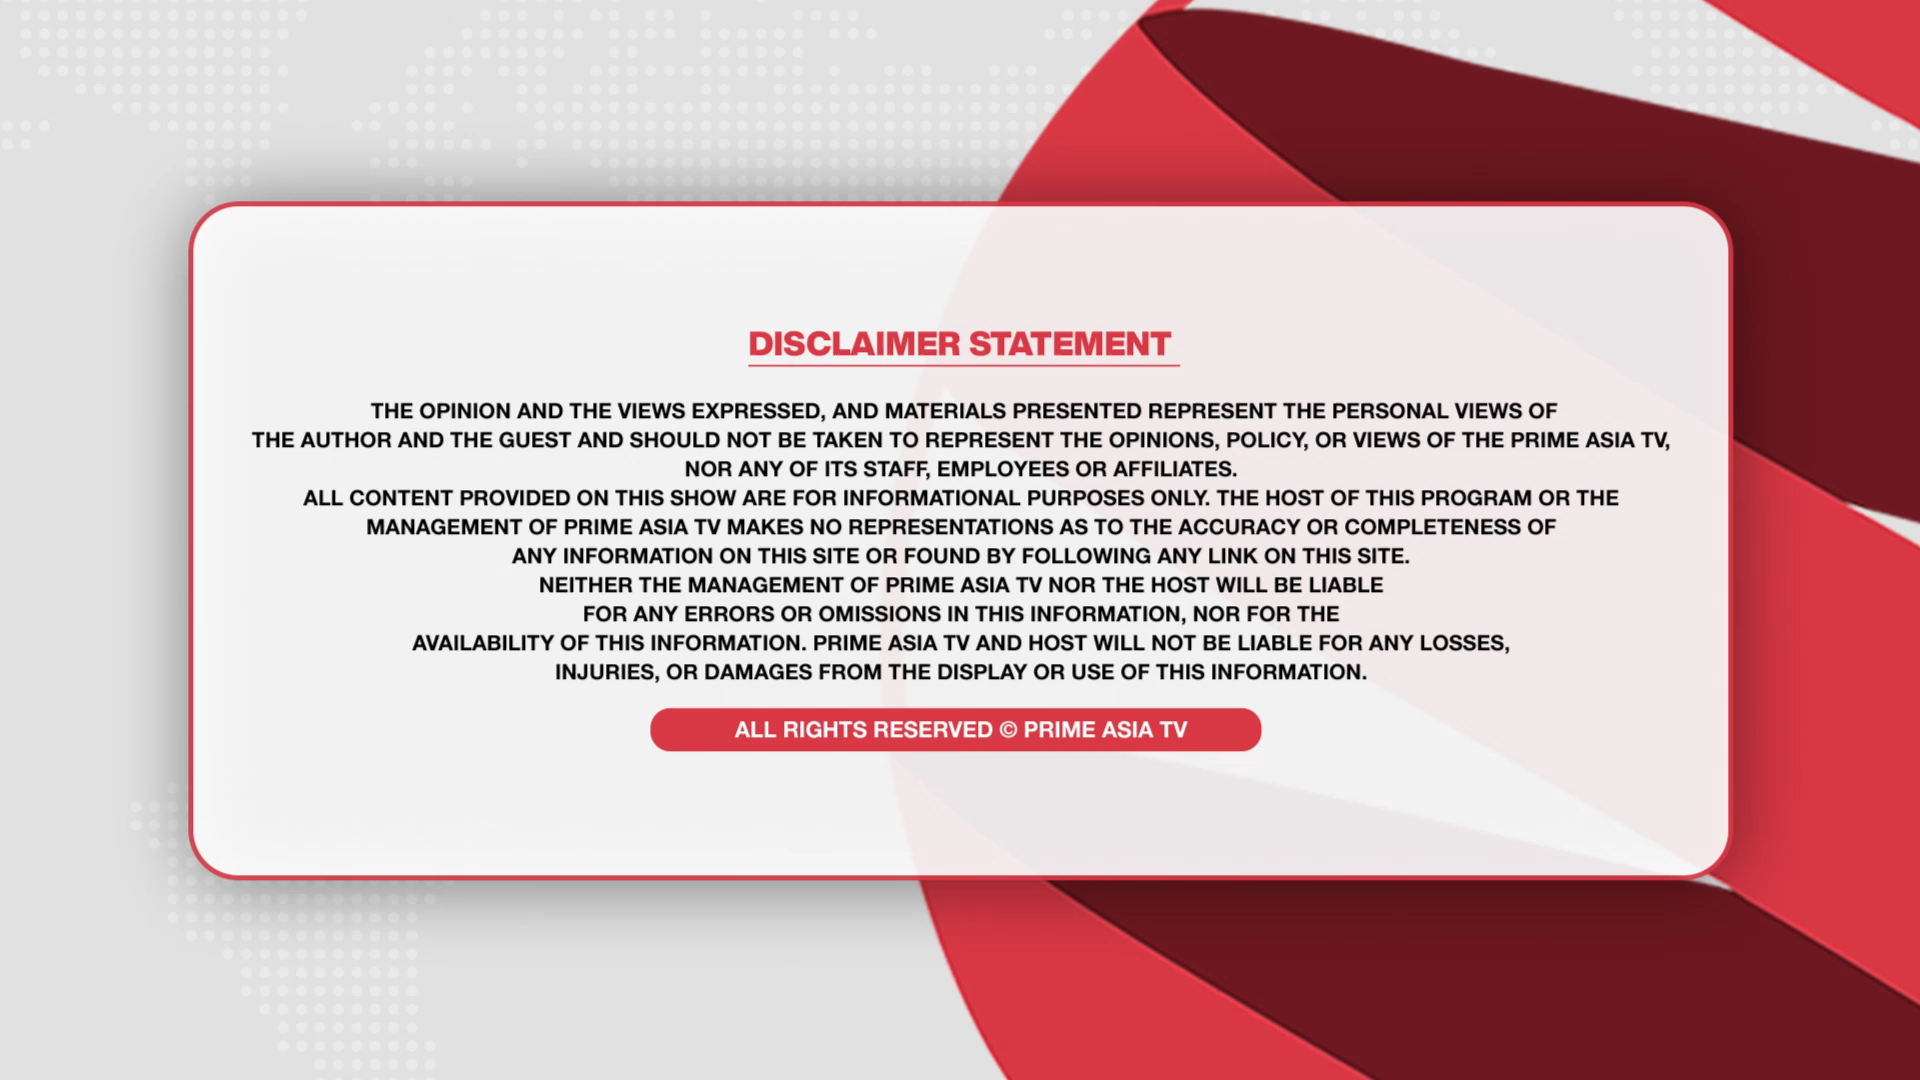 DISCLAIMER STATEMENT
THE OPINION AND THE VIEWS EXPRESSED, AND MATERIALS PRESENTED REPRESENT THE PERSONAL VIEWS OF
THE AUTHOR AND THE GUEST AND SHOULD NOT BE TAKEN TO REPRESENT THE OPINIONS, POLICY, OR VIEWS OF THE PRIME ASIA TV,
NOR ANY OF ITS STAFF, EMPLOYEES OR AFFILIATES.
ALL CONTENT PROVIDED ON THIS SHOW ARE FOR INFORMATIONAL PURPOSES ONLY. THE HOST OF THIS PROGRAM OR THE
MANAGEMENT OF PRIME ASIA TV MAKES NO REPRESENTATIONS AS TO THE ACCURACY OR COMPLETENESS OF
ANY INFORMATION ON THIS SITE OR FOUND BY FOLLOWING ANY LINK ON THIS SITE.
NEITHER THE MANAGEMENT OF PRIME ASIA TV NOR THE HOST WILL BE LIABLE
FOR ANY ERRORS OR OMISSIONS IN THIS INFORMATION, NOR FOR THE
AVAILABILITY OF THIS INFORMATION. PRIME ASIA TV AND HOST WILL NOT BE LIABLE FOR ANY LOSSES,
INJURIES, OR DAMAGES FROM THE DISPLAY OR USE OF THIS INFORMATION.
ALL RIGHTS RESERVED © PRIME ASIA TV